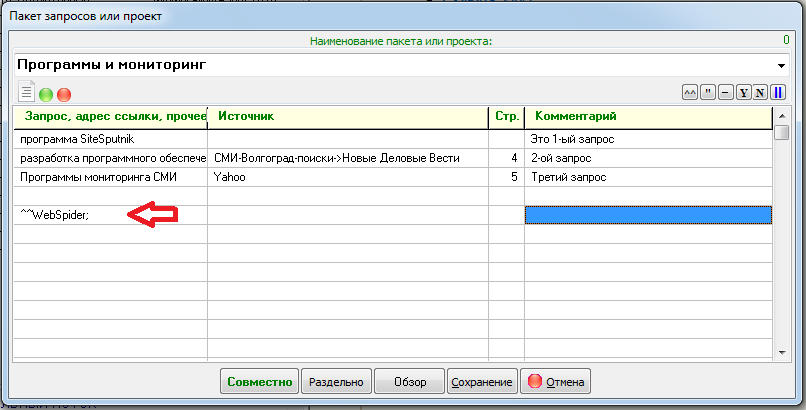 Пакет запросов или проект
Наименование пакета или проекта: 0
Программы и мониторинг
^^ " – Y N
Запрос, адрес ссылки, прочее Источник Стр. Комментарий
программа SiteSputnik Это 1-ый запрос
разработка программного обеспече СМИ-Волгоград-поиски->Новые Деловые Вести 4 2-ой запрос
Программы мониторинга СМИ Yahoo 5 Третий запрос
^^WebSpider;
Совместно Раздельно Обзор Сохранение Отмена